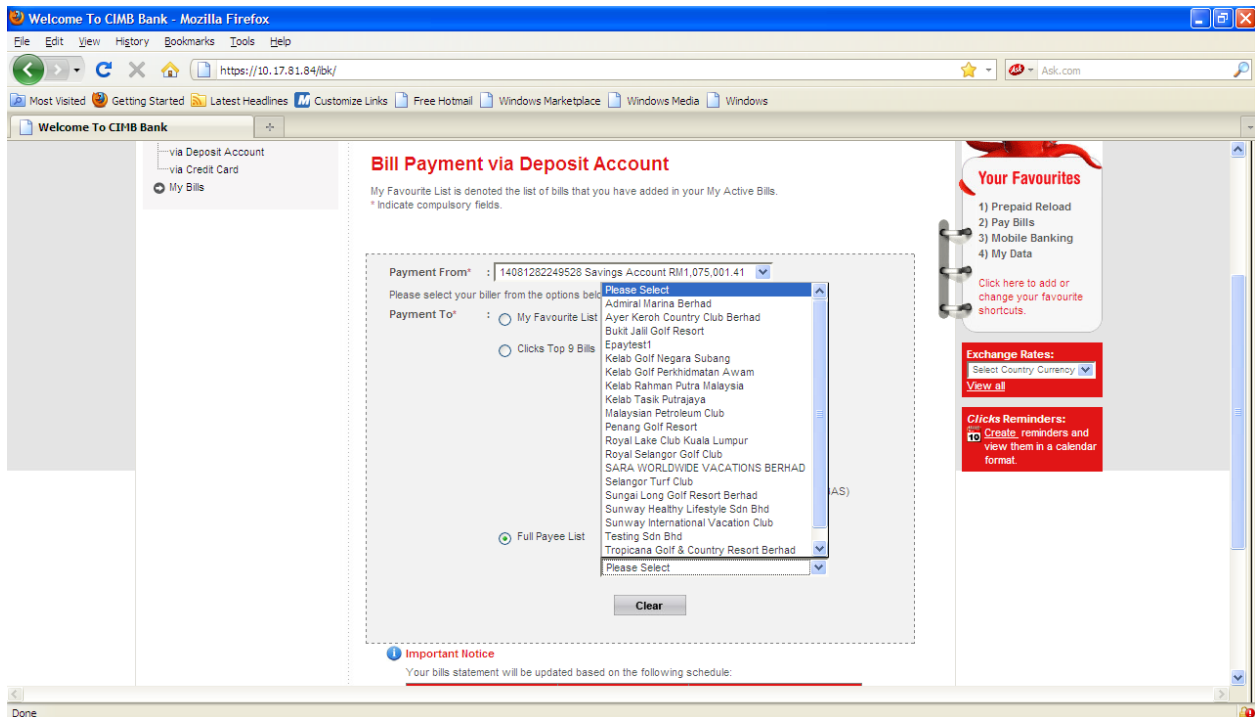 Welcome To CIMB Bank - Mozilla Firefox
File Edit View History Bookmarks Tools Help
https://10.17.81.84/ibk/
Ask.com
Most Visited Getting Started Latest Headlines Customize Links Free Hotmail Windows Marketplace Windows Media Windows
Welcome To CIMB Bank
via Deposit Account
via Credit Card
My Bills
Bill Payment via Deposit Account
My Favourite List is denoted the list of bills that you have added in your My Active Bills.
* Indicate compulsory fields.
Payment From* : 14081282249528 Savings Account RM1,075,001.41
Please select your biller from the options belo
Payment To* : My Favourite List
Clicks Top 9 Bills
Please Select
Admiral Marina Berhad
Ayer Keroh Country Club Berhad
Bukit Jalil Golf Resort
Epaytest1
Kelab Golf Negara Subang
Kelab Golf Perkhidmatan Awam
Kelab Rahman Putra Malaysia
Kelab Tasik Putrajaya
Malaysian Petroleum Club
Penang Golf Resort
Royal Lake Club Kuala Lumpur
Royal Selangor Golf Club
SARA WORLDWIDE VACATIONS BERHAD
Selangor Turf Club
Sungai Long Golf Resort Berhad
Sunway Healthy Lifestyle Sdn Bhd
Sunway International Vacation Club
Testing Sdn Bhd
Tropicana Golf & Country Resort Berhad
IAS)
Full Payee List
Please Select
Clear
Important Notice
Your bills statement will be updated based on the following schedule:
Your Favourites
1) Prepaid Reload
2) Pay Bills
3) Mobile Banking
4) My Data
Click here to add or
change your favourite
shortcuts.
Exchange Rates:
Select Country Currency
View all
Clicks Reminders:
10
Create reminders and
view them in a calendar
format.
Done